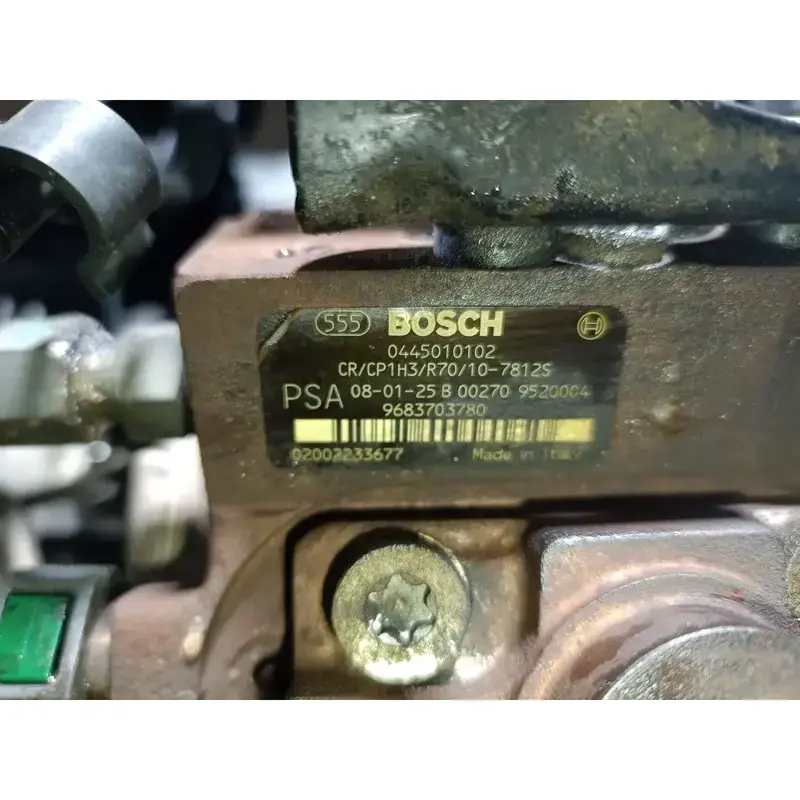 555 BOSCH
0445010102
CR/CP1H3/R70/10-7812S
PSA 08-01-25 B 00270 9520004
9683703780
02002233677 Made in Italy